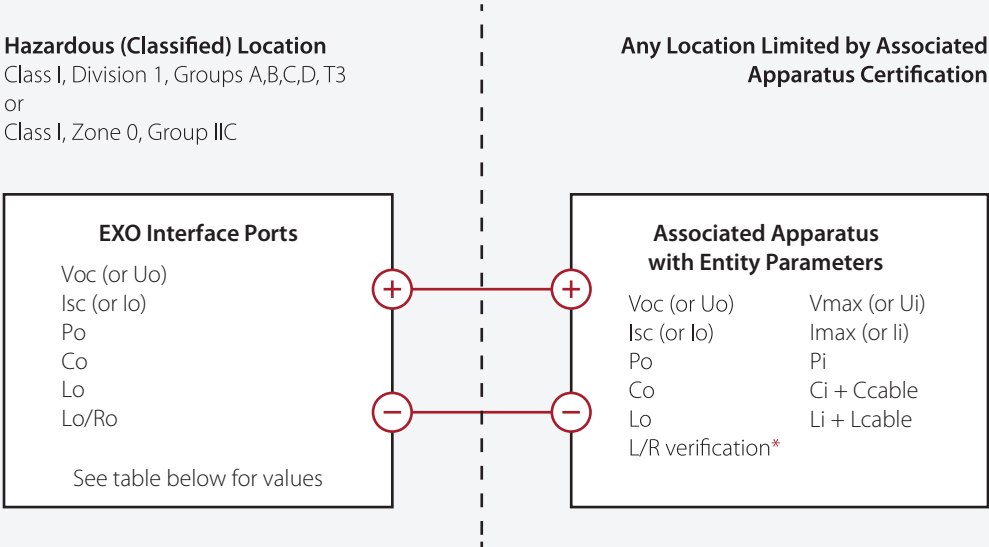 Hazardous (Classified) Location
Class I, Division 1, Groups A,B,C,D, T3
or
Class I, Zone 0, Group IIC
Any Location Limited by Associated
Apparatus Certification
EXO Interface Ports
Voc (or Uo)
Isc (or Io)
Po
Co
Lo
Lo/Ro
See table below for values
+
−
+
−
Associated Apparatus
with Entity Parameters
Voc (or Uo)
Isc (or Io)
Po
Co
Lo
L/R verification*
Vmax (or Ui)
Imax (or Ii)
Pi
Ci + Ccable
Li + Lcable